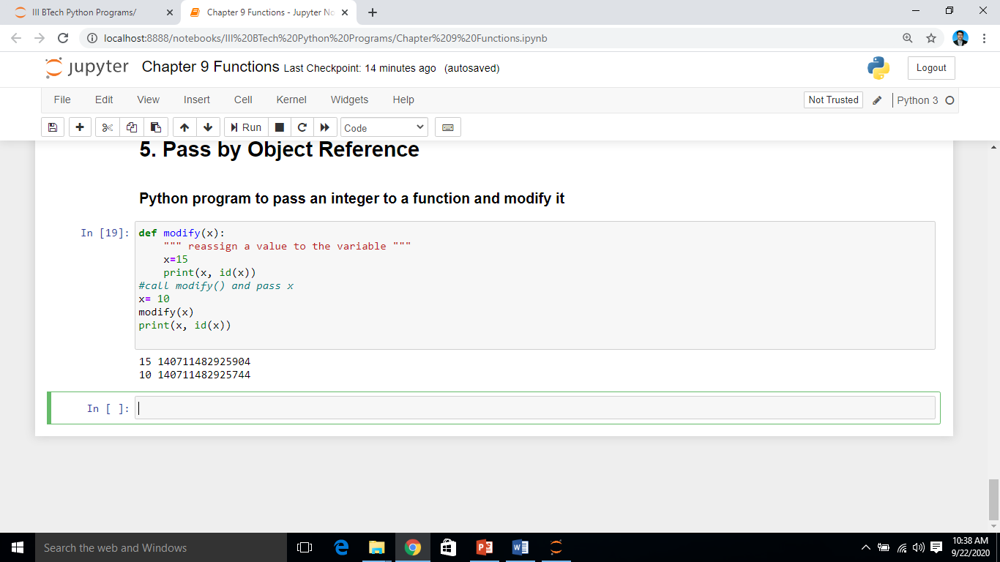 III BTech Python Programs/
Chapter 9 Functions - Jupyter No
localhost:8888/notebooks/III%20BTech%20Python%20Programs/Chapter%209%20Functions.ipynb
jupyter Chapter 9 Functions Last Checkpoint: 14 minutes ago (autosaved)
Logout
File Edit View Insert Cell Kernel Widgets Help
Not Trusted
Python 3
Run
Code
5. Pass by Object Reference
Python program to pass an integer to a function and modify it
In [19]: def modify(x):
    """ reassign a value to the variable """
    x=15
    print(x, id(x))
#call modify() and pass x
x= 10
modify(x)
print(x, id(x))
15 140711482925904
10 140711482925744
In [ ]:
Search the web and Windows
10:38 AM
9/22/2020